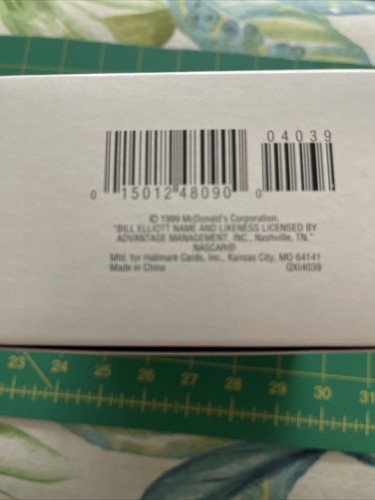 04039
0 15012 48090 0
© 1999 McDonald's Corporation.
"BILL ELLIOTT NAME AND LIKENESS LICENSED BY
ADVANTAGE MANAGEMENT, INC., Nashville, TN."
NASCAR®
Mfd. for Hallmark Cards, Inc., Kansas City, MO 64141
Made in China GXI4039
23 24 25 26 27 28 29 30 31